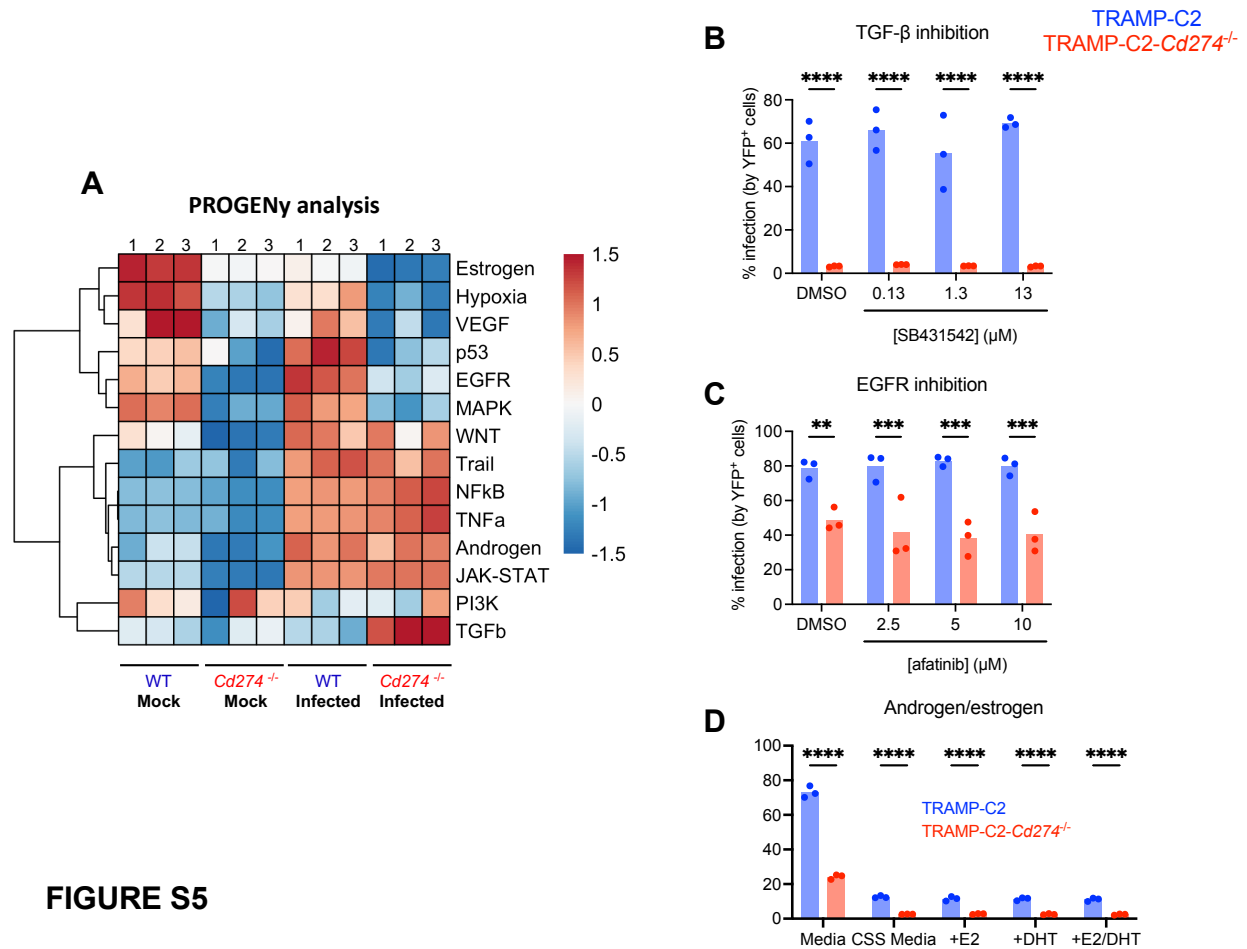 A
PROGENy analysis
1 2 3 1 2 3 1 2 3 1 2 3
Estrogen
Hypoxia
VEGF
p53
EGFR
MAPK
WNT
Trail
NFkB
TNFa
Androgen
JAK-STAT
PI3K
TGFb
1.5
1
0.5
0
-0.5
-1
-1.5
WT Cd274 -/- WT Cd274 -/-
Mock Mock Infected Infected
B
TGF-β inhibition
TRAMP-C2
TRAMP-C2-Cd274-/-
**** **** **** ****
% infection (by YFP+ cells)
80
60
40
20
0
DMSO 0.13 1.3 13
[SB431542] (μM)
C
EGFR inhibition
** *** *** ***
% infection (by YFP+ cells)
100
80
60
40
20
0
DMSO 2.5 5 10
[afatinib] (μM)
D
Androgen/estrogen
**** **** **** **** ****
100
80
60
40
20
0
TRAMP-C2
TRAMP-C2-Cd274-/-
Media CSS Media +E2 +DHT +E2/DHT
FIGURE S5